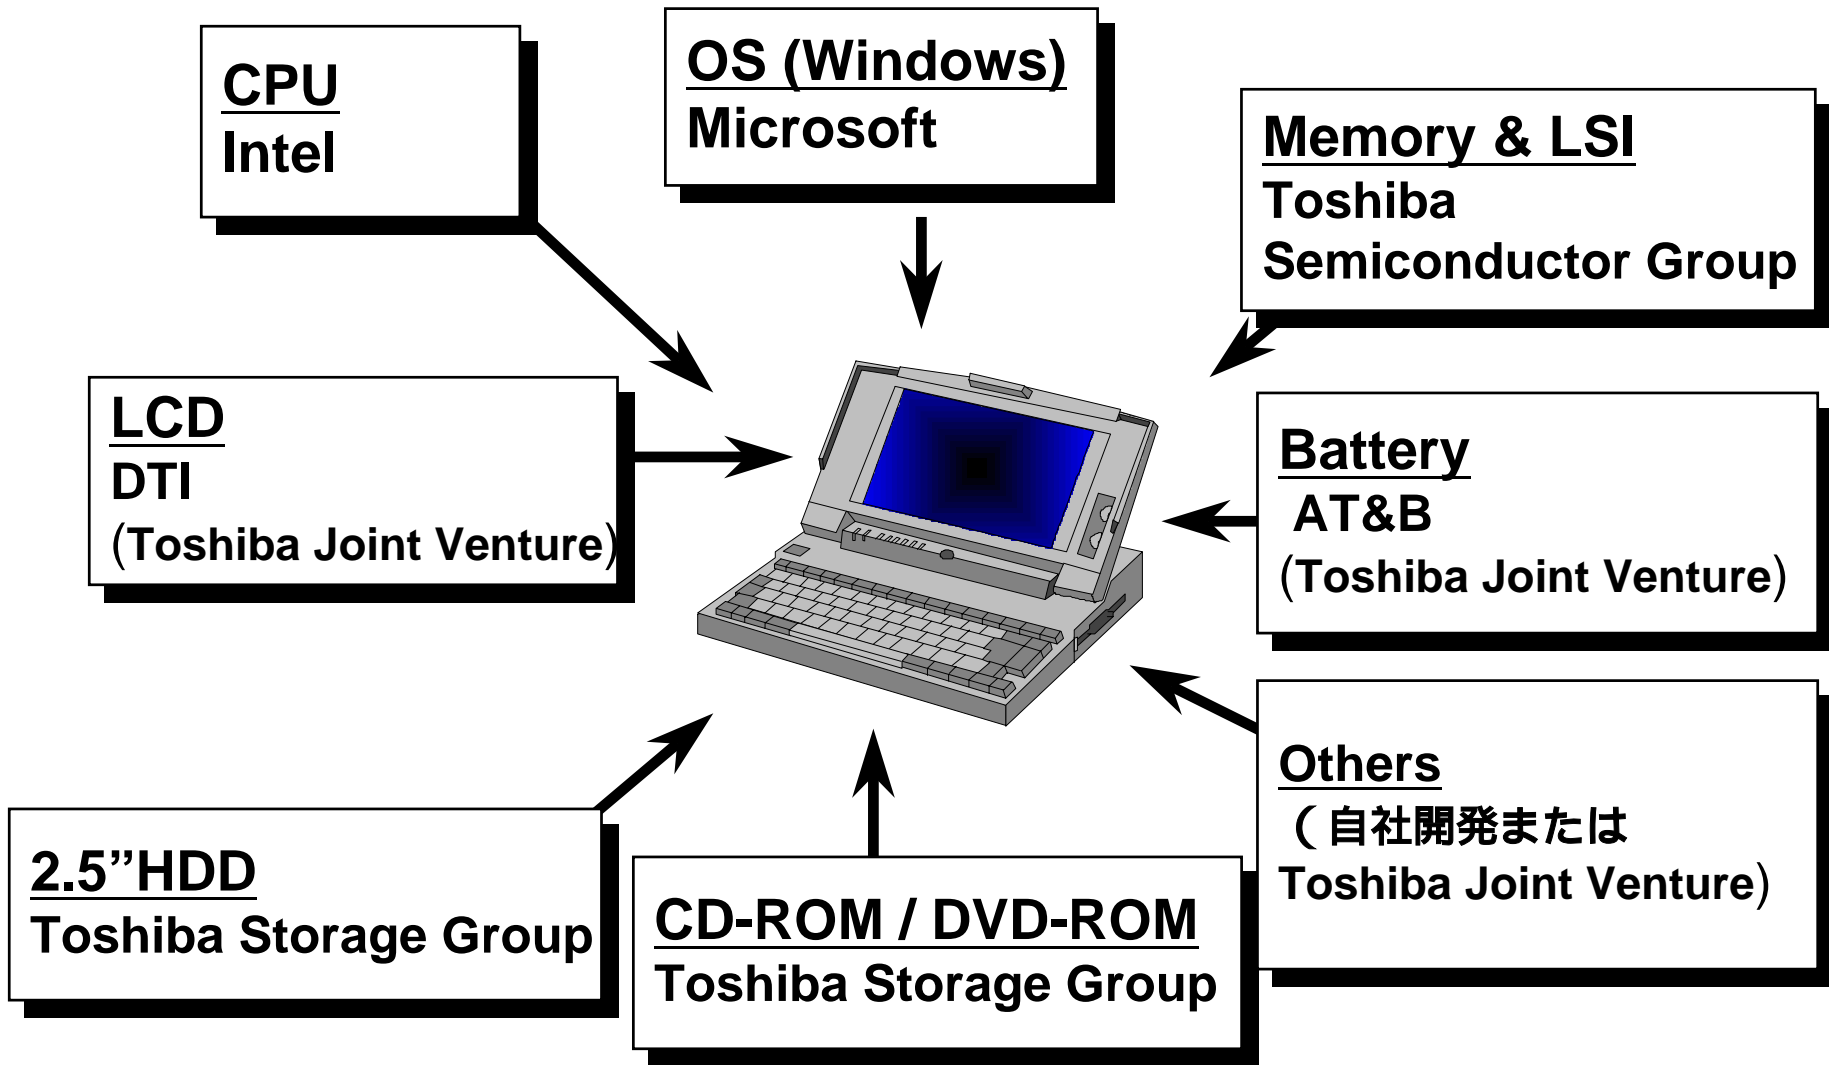 CPU
Intel
OS (Windows)
Microsoft
Memory & LSI
Toshiba
Semiconductor Group
LCD
DTI
(Toshiba Joint Venture)
Battery
AT&B
(Toshiba Joint Venture)
Others
（自社開発または
Toshiba Joint Venture)
2.5”HDD
Toshiba Storage Group
CD-ROM / DVD-ROM
Toshiba Storage Group